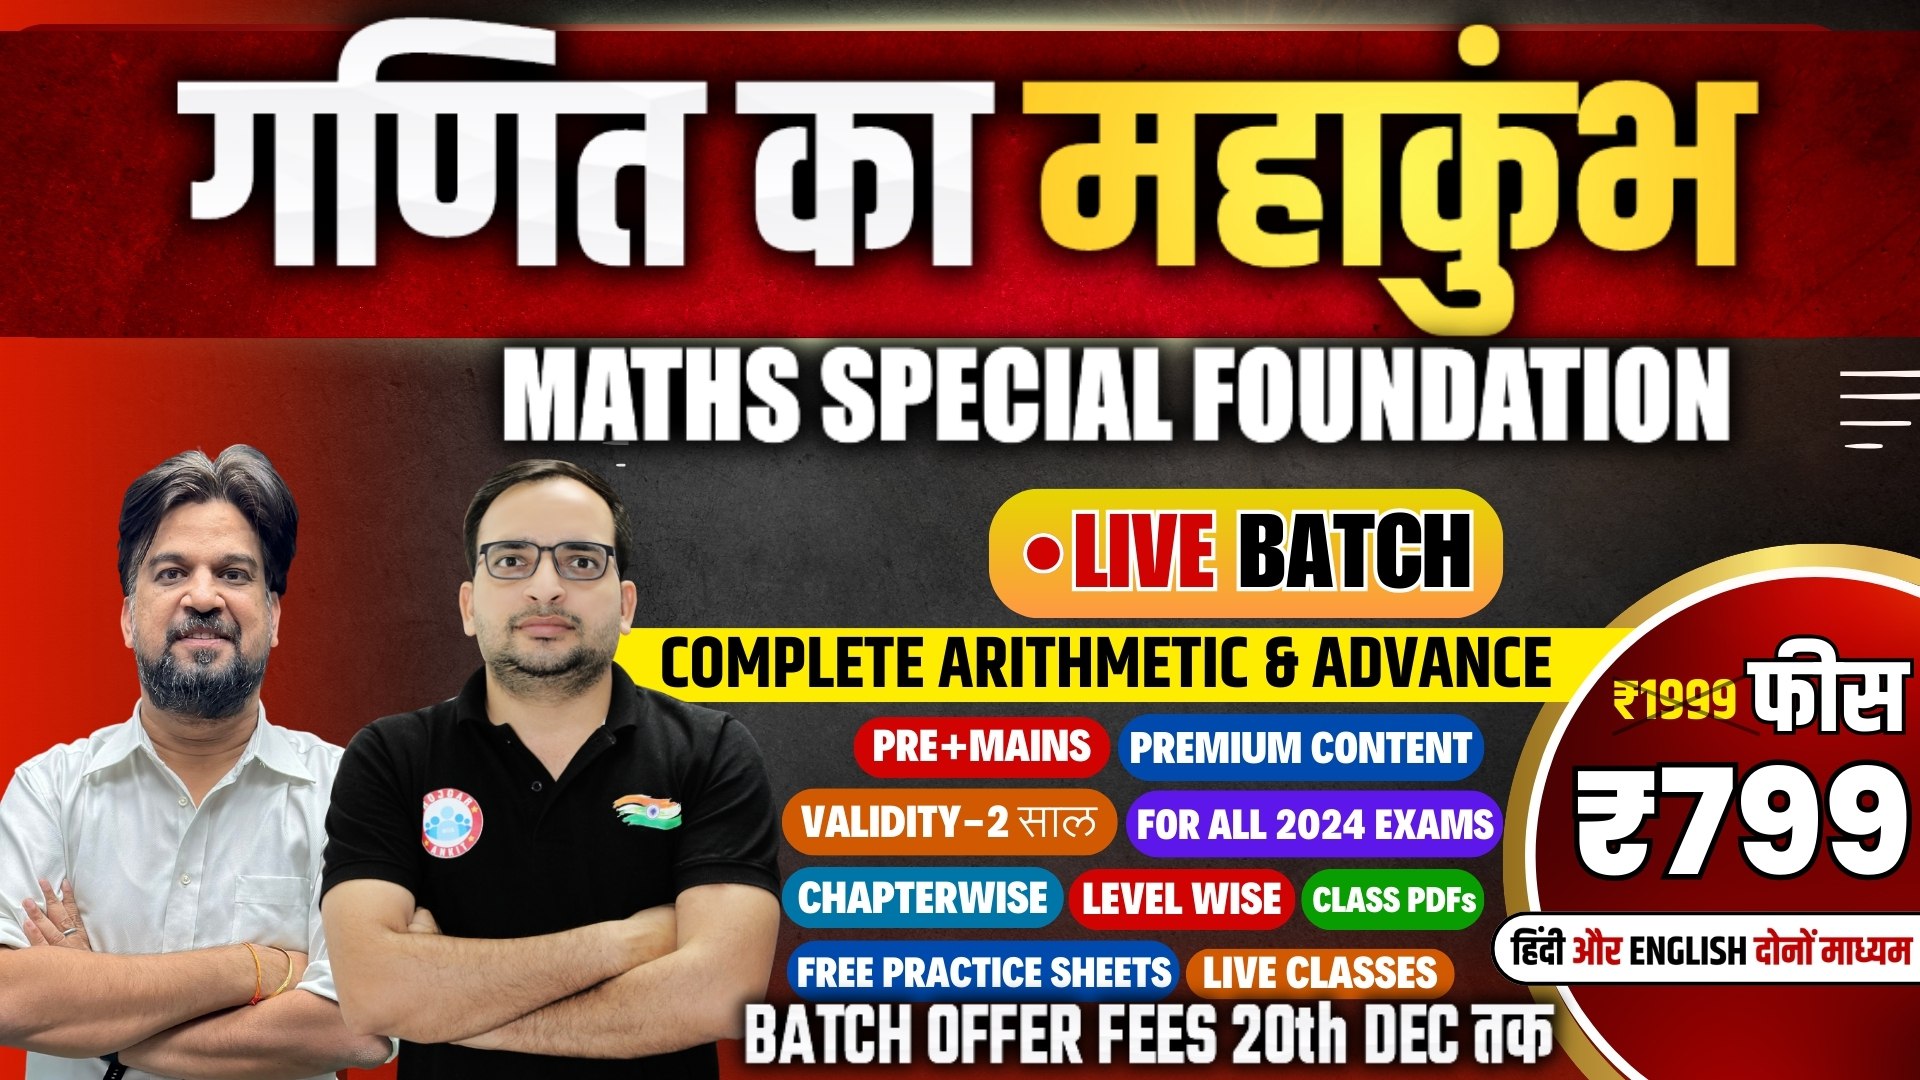 गणित का महाकुंभ
MATHS SPECIAL FOUNDATION
LIVE BATCH
COMPLETE ARITHMETIC & ADVANCE
₹1999 फीस
₹799
PRE+MAINS PREMIUM CONTENT
VALIDITY-2 साल FOR ALL 2024 EXAMS
CHAPTERWISE LEVEL WISE CLASS PDFs
हिंदी और ENGLISH दोनों माध्यम
FREE PRACTICE SHEETS LIVE CLASSES
BATCH OFFER FEES 20th DEC तक
ANKIT